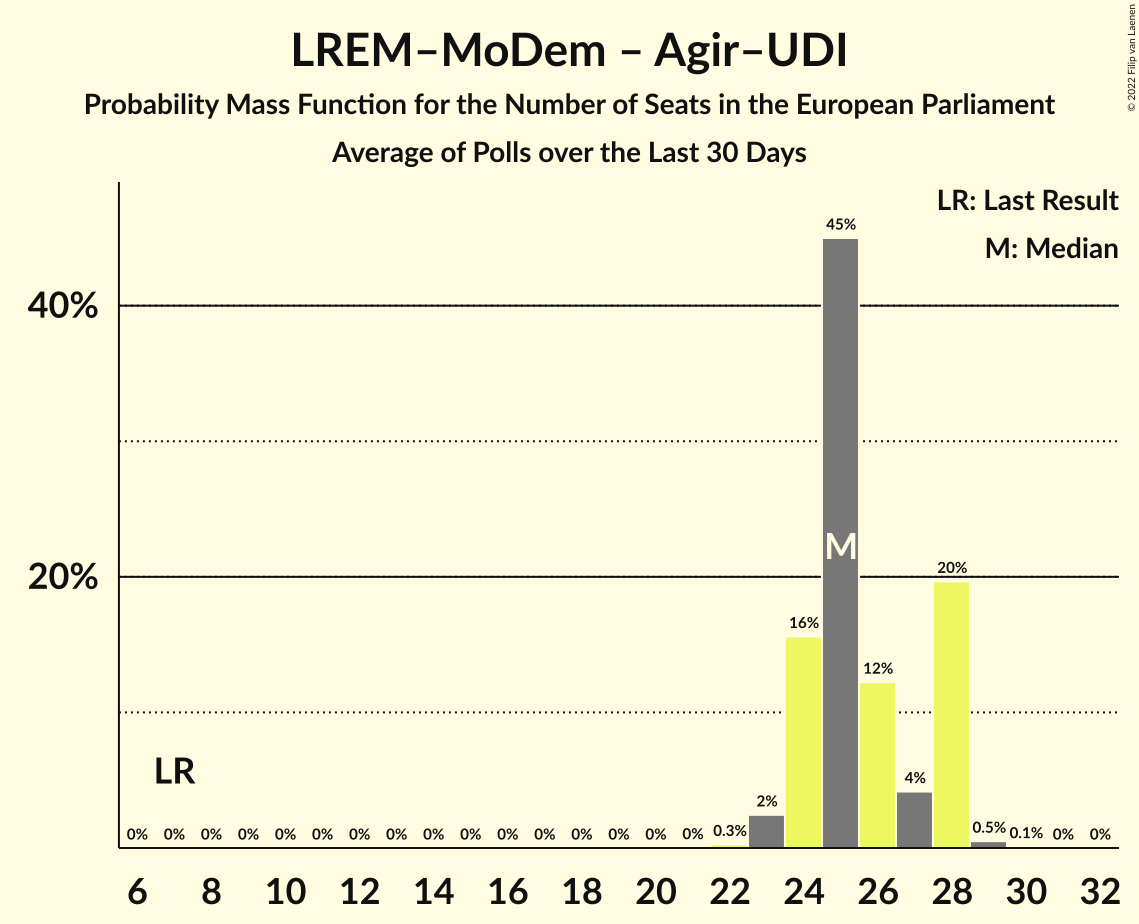 LREM–MoDem – Agir–UDI
Probability Mass Function for the Number of Seats in the European Parliament
Average of Polls over the Last 30 Days
© 2022 Filip van Laenen
LR: Last Result
M: Median
45%
40%
M
20%
20%
16%
12%
LR
4%
2%
0% 0% 0% 0% 0% 0% 0% 0% 0% 0% 0% 0% 0% 0% 0% 0% 0.3% 0.5% 0.1% 0% 0%
6 8 10 12 14 16 18 20 22 24 26 28 30 32